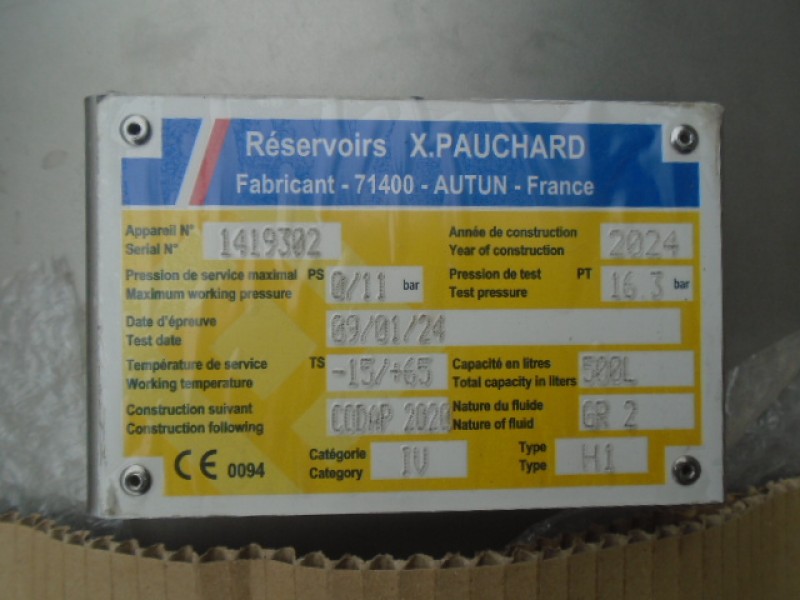 Réservoirs X.PAUCHARD
Fabricant - 71400 - AUTUN - France
Appareil N° 1419302 Année de construction 2024
Serial N° Year of construction
Pression de service maximal PS 0/11 bar Pression de test PT 16.3 bar
Maximum working pressure Test pressure
Date d'épreuve 09/01/24
Test date
Température de service TS -15/+65 Capacité en litres 500L
Working temperature Total capacity in liters
Construction suivant CODAP 2020 Nature du fluide GR 2
Construction following Nature of fluid
CE 0094 Catégorie IV Type H1
Category Type